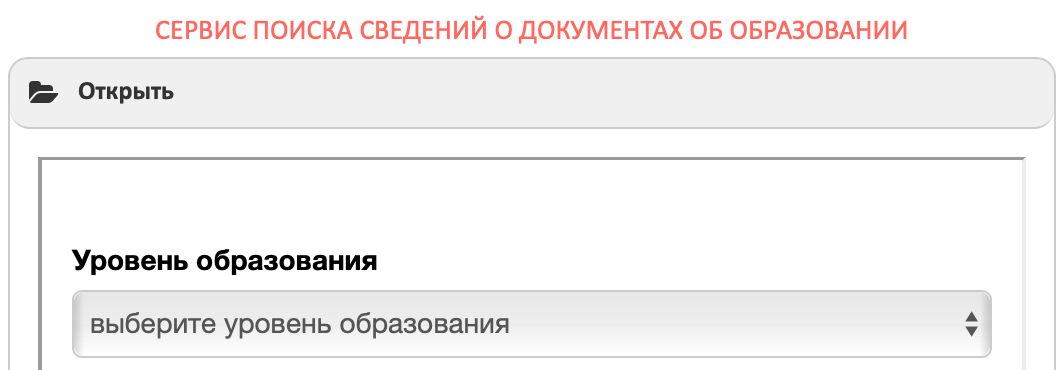 СЕРВИС ПОИСКА СВЕДЕНИЙ О ДОКУМЕНТАХ ОБ ОБРАЗОВАНИИ
Открыть
Уровень образования
выберите уровень образования